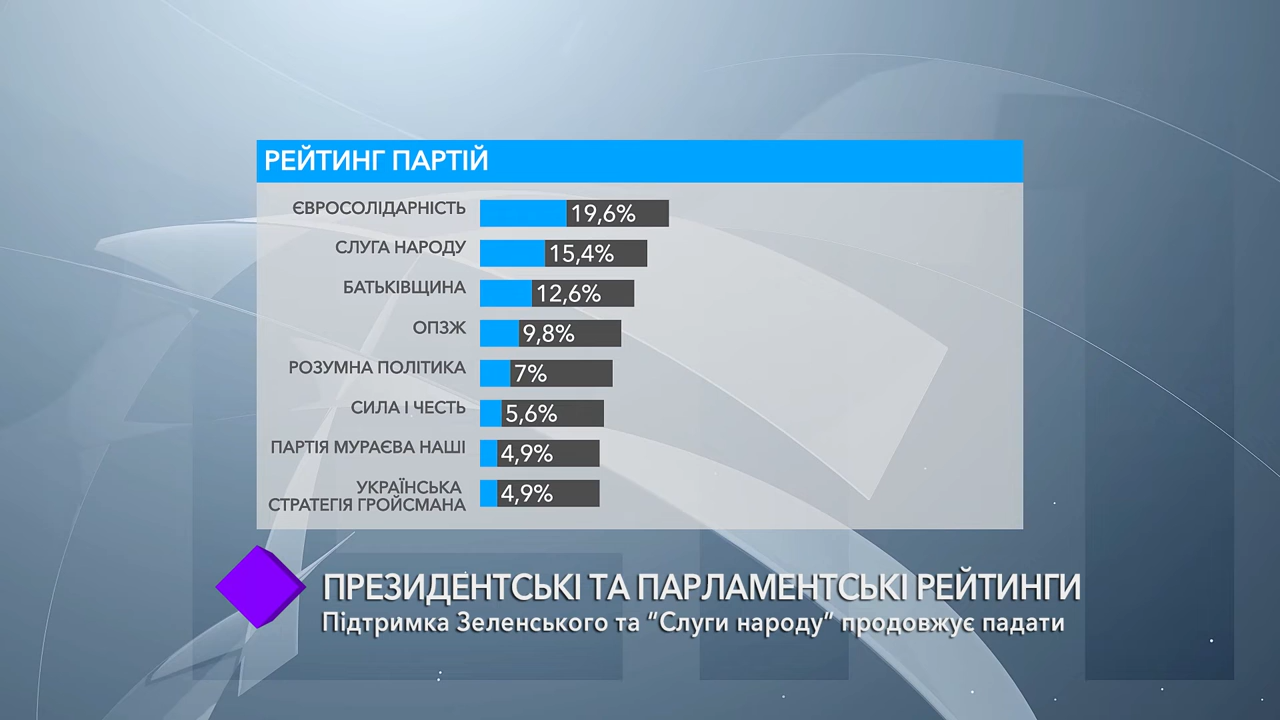 РЕЙТИНГ ПАРТІЙ
ЄВРОСОЛІДАРНІСТЬ 19,6%
СЛУГА НАРОДУ 15,4%
БАТЬКІВЩИНА 12,6%
ОПЗЖ 9,8%
РОЗУМНА ПОЛІТИКА 7%
СИЛА І ЧЕСТЬ 5,6%
ПАРТІЯ МУРАЄВА НАШІ 4,9%
УКРАЇНСЬКА
СТРАТЕГІЯ ГРОЙСМАНА 4,9%
ПРЕЗИДЕНТСЬКІ ТА ПАРЛАМЕНТСЬКІ РЕЙТИНГИ
Підтримка Зеленського та “Слуги народу” продовжує падати